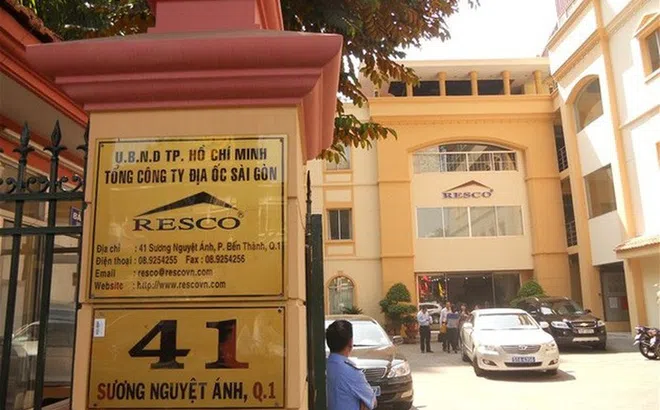 U.B.N.D TP. HỒ CHÍ MINH
TỔNG CÔNG TY ĐỊA ỐC SÀI GÒN
RESCO
Địa chỉ : 41 Sương Nguyệt Ánh, P. Bến Thành, Q.1
Điện thoại : 08.9254255 Fax : 08.9254256
Email : resco@rescovn.com
Website : http://www.rescovn.com
41
SƯƠNG NGUYỆT ÁNH, Q.1
RESCO